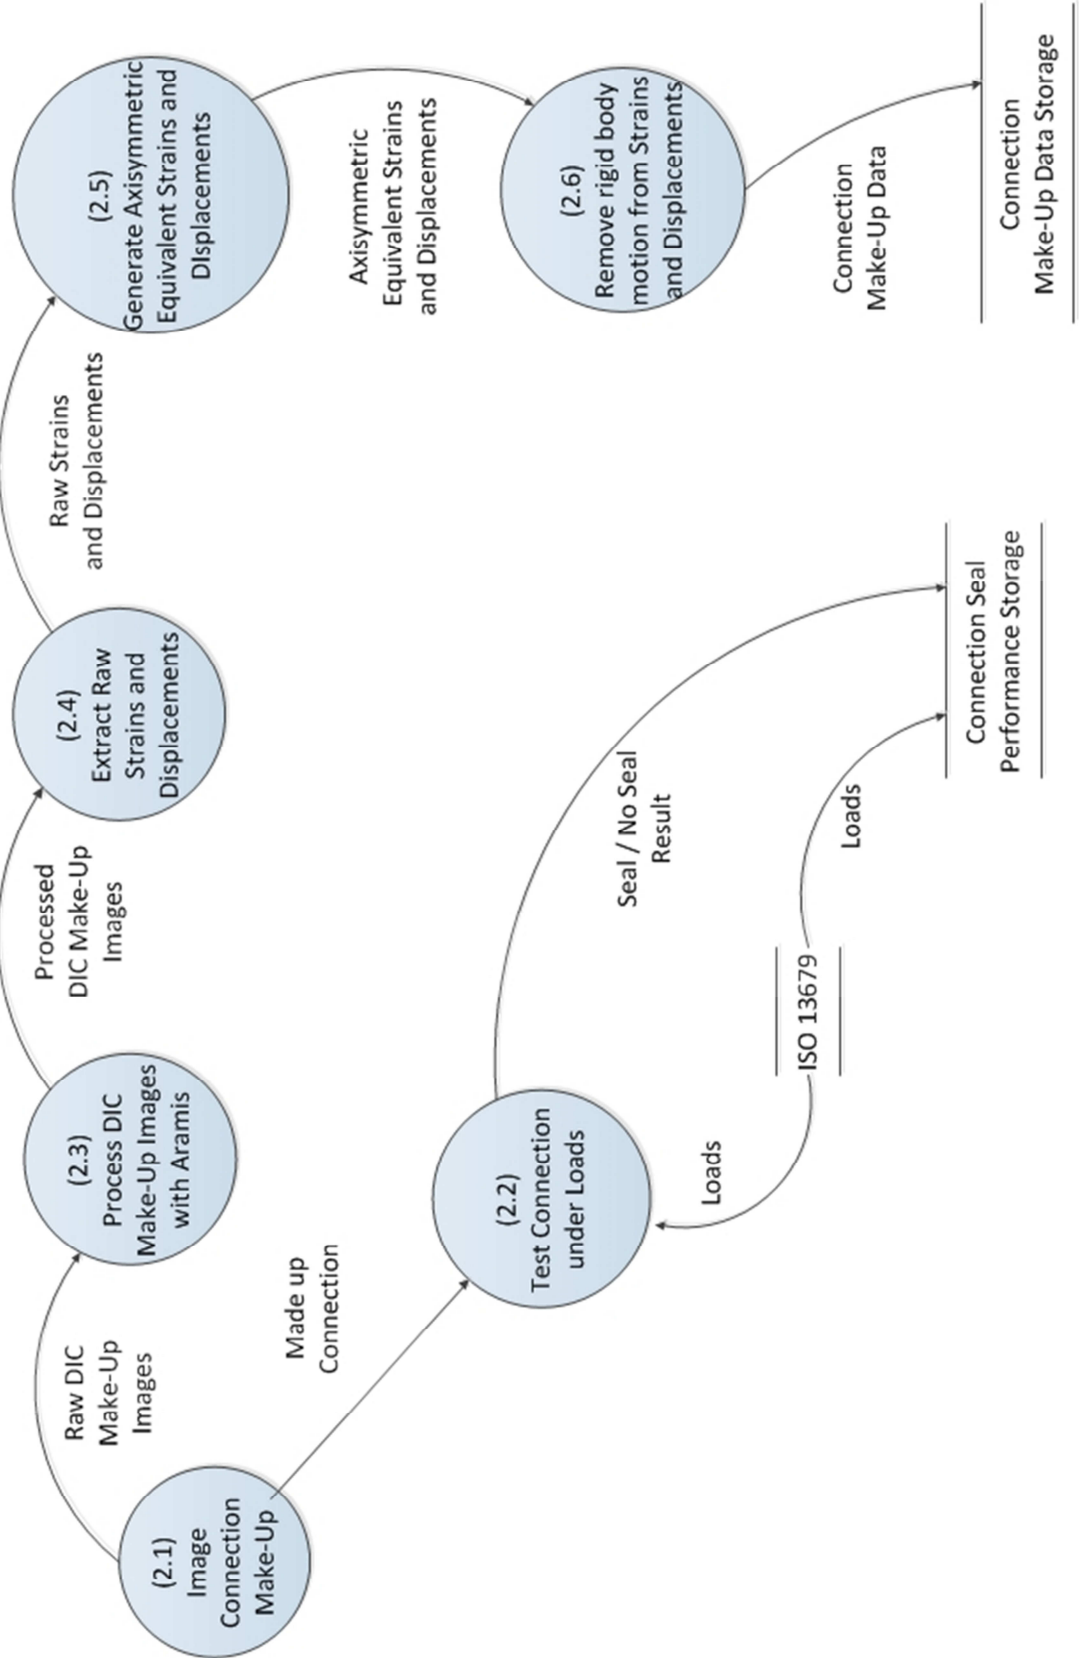 (2.1)
Image
Connection
Make-Up
Raw DIC
Make-Up
Images
(2.3)
Process DIC
Make-Up Images
with Aramis
Processed
DIC Make-Up
Images
(2.4)
Extract Raw
Strains and
Displacements
Raw Strains
and Displacements
(2.5)
Generate Axisymmetric
Equivalent Strains and
DIsplacements
Axisymmetric
Equivalent Strains
and Displacements
(2.6)
Remove rigid body
motion from Strains
and Displacements
Connection
Make-Up Data
Connection
Make-Up Data Storage
Made up
Connection
(2.2)
Test Connection
under Loads
Seal / No Seal
Result
Loads
ISO 13679
Loads
Connection Seal
Performance Storage